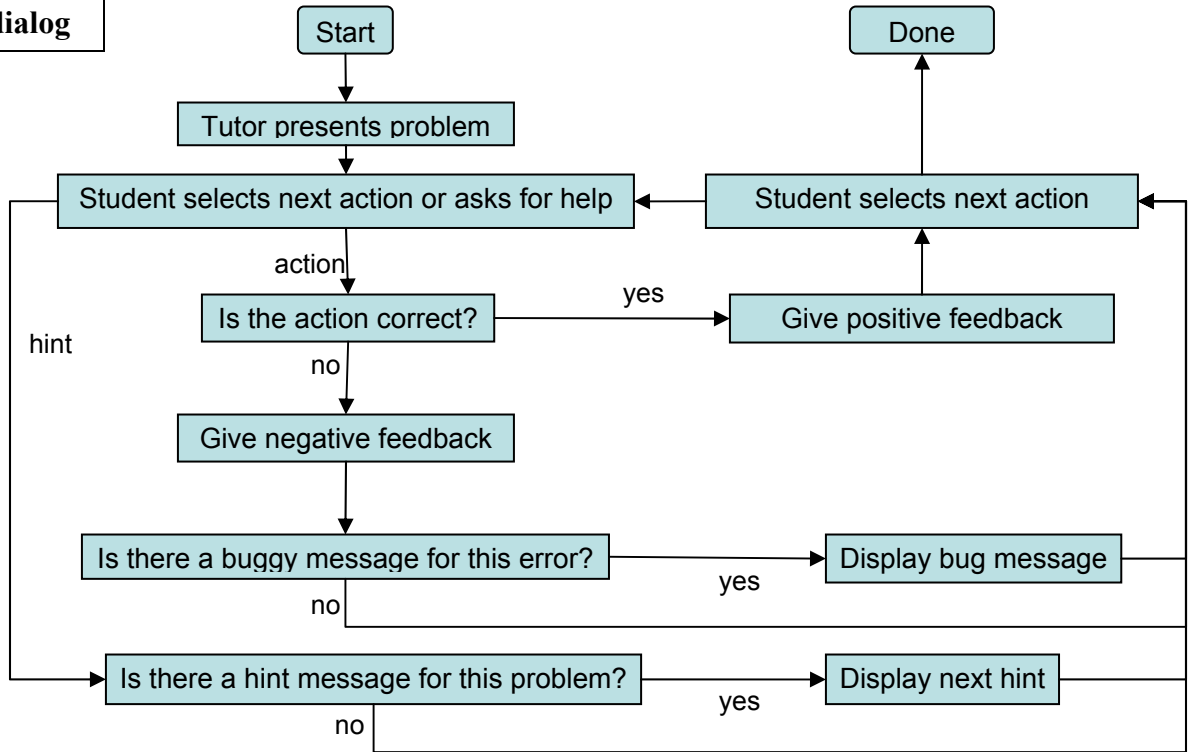 dialog
Start
Done
Tutor presents problem
Student selects next action or asks for help
Student selects next action
action
Is the action correct?
yes
Give positive feedback
hint
no
Give negative feedback
Is there a buggy message for this error?
yes
Display bug message
no
Is there a hint message for this problem?
yes
Display next hint
no